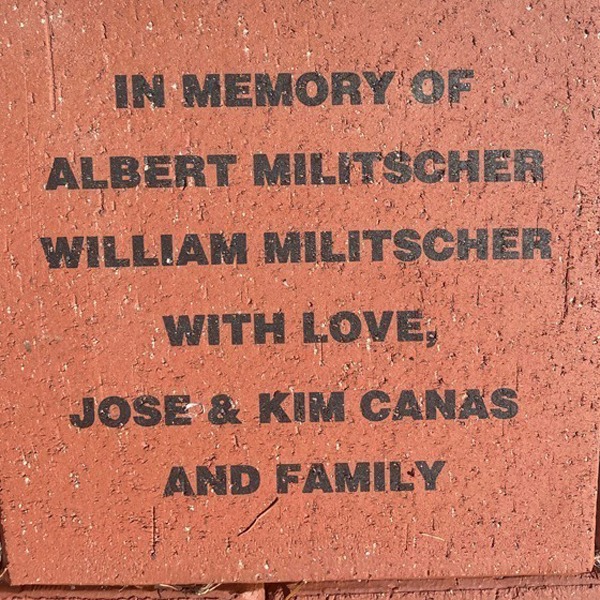 IN MEMORY OF
ALBERT MILITSCHER
WILLIAM MILITSCHER
WITH LOVE,
JOSE & KIM CANAS
AND FAMILY